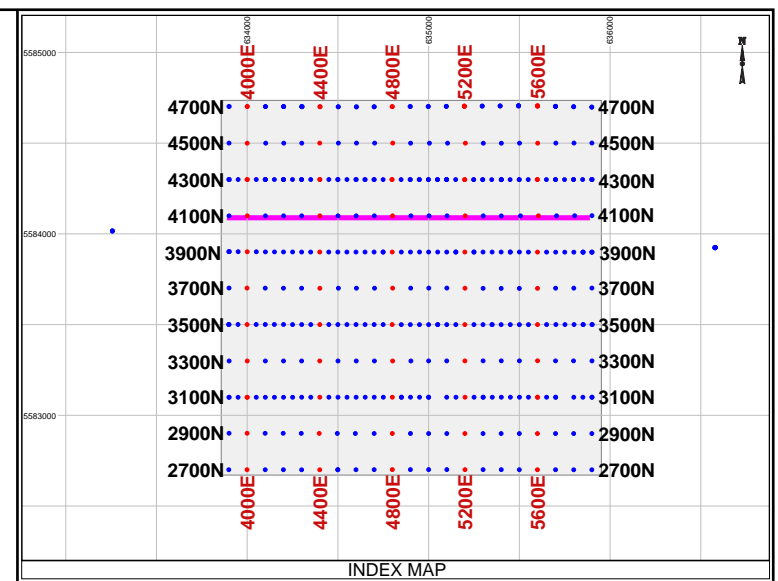 634000 635000 636000
5585000 N
4000E 4400E 4800E 5200E 5600E
4700N 4700N
4500N 4500N
4300N 4300N
4100N 4100N
5584000
3900N 3900N
3700N 3700N
3500N 3500N
3300N 3300N
3100N 3100N
5583000
2900N 2900N
2700N 2700N
4000E 4400E 4800E 5200E 5600E
INDEX MAP